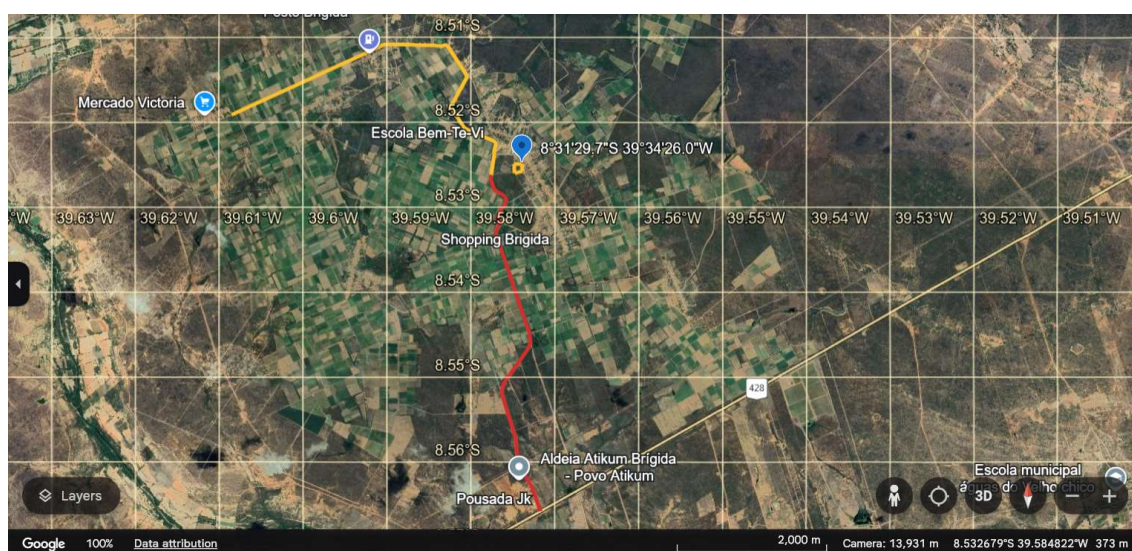 Posto Brígida
8.51°S
Mercado Victoria
8.52°S
Escola Bem-Te-Vi
8°31'29.7"S 39°34'26.0"W
8.53°S
°W
39.63°W
39.62°W
39.61°W
39.6°W
39.59°W
39.58°W
39.57°W
39.56°W
39.55°W
39.54°W
39.53°W
39.52°W
39.51°W
Shopping Brigida
8.54°S
8.55°S
428
8.56°S
Aldeia Atikum Brígida
- Povo Atikum
Escola municipal
águas do Velho chico
Layers
Pousada Jk
3D
Google
100%
Data attribution
2,000 m
Camera: 13,931 m
8.532679°S 39.584822°W
373 m